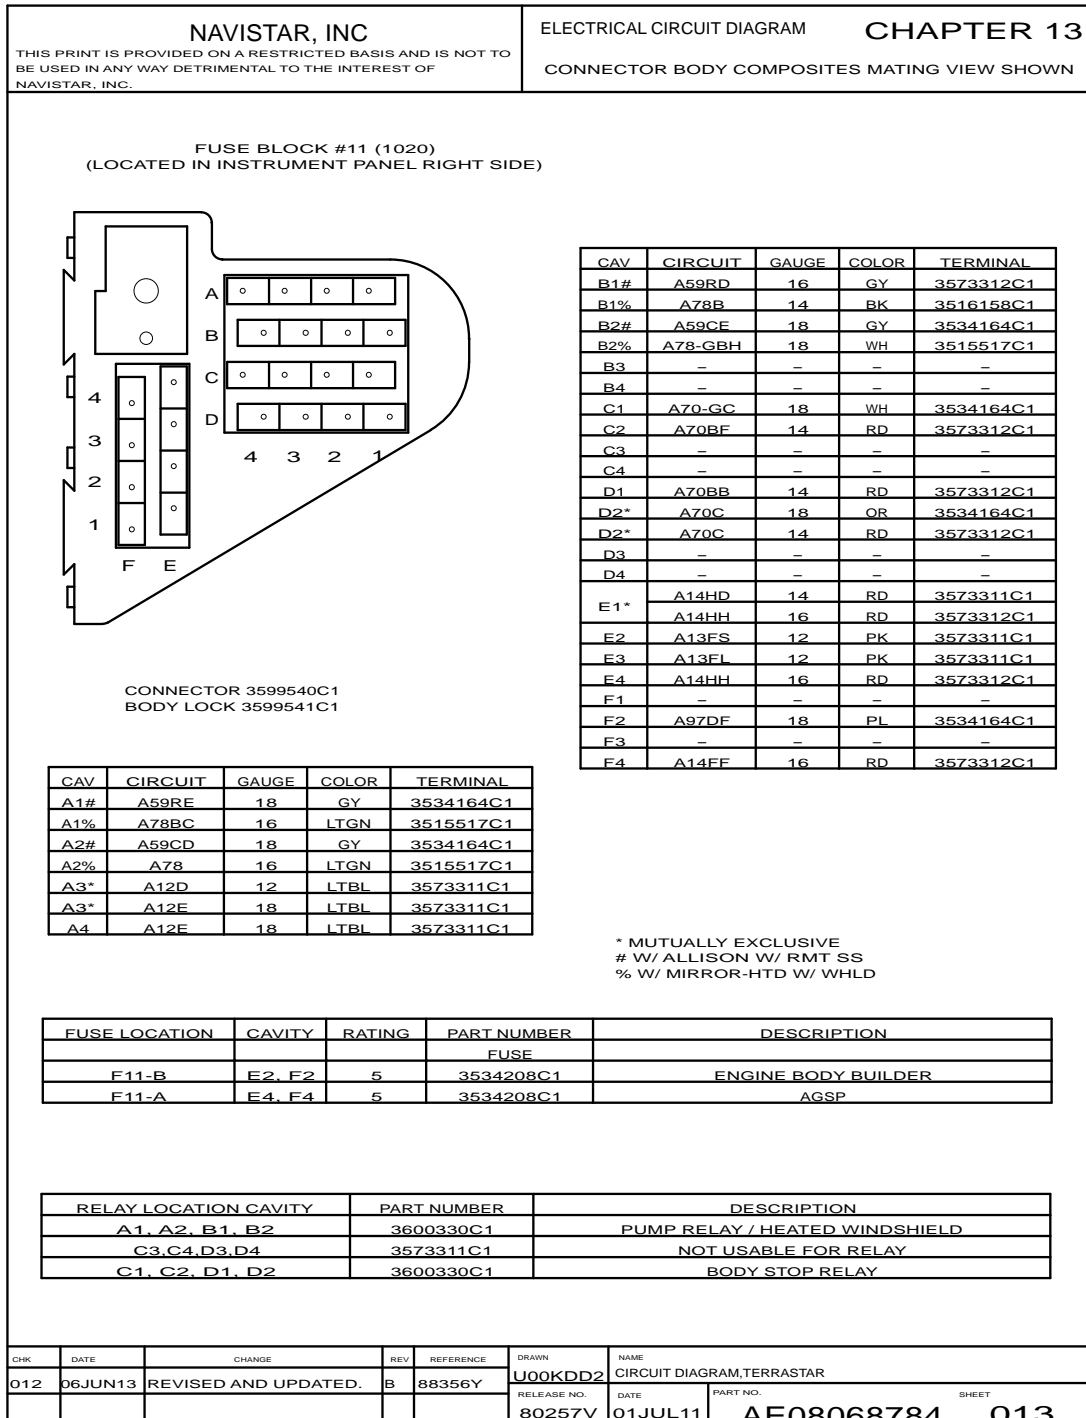 NAVISTAR, INC
THIS PRINT IS PROVIDED ON A RESTRICTED BASIS AND IS NOT TO
BE USED IN ANY WAY DETRIMENTAL TO THE INTEREST OF
NAVISTAR, INC.
ELECTRICAL CIRCUIT DIAGRAM CHAPTER 13
CONNECTOR BODY COMPOSITES MATING VIEW SHOWN
FUSE BLOCK #11 (1020)
(LOCATED IN INSTRUMENT PANEL RIGHT SIDE)
A
B
C
D
4 3 2 1
4
3
2
1
F E
CONNECTOR 3599540C1
BODY LOCK 3599541C1
CAV CIRCUIT GAUGE COLOR TERMINAL
B1# A59RD 16 GY 3573312C1
B1% A78B 14 BK 3516158C1
B2# A59CE 18 GY 3534164C1
B2% A78-GBH 18 WH 3515517C1
B3 – – – –
B4 – – – –
C1 A70-GC 18 WH 3534164C1
C2 A70BF 14 RD 3573312C1
C3 – – – –
C4 – – – –
D1 A70BB 14 RD 3573312C1
D2* A70C 18 OR 3534164C1
D2* A70C 14 RD 3573312C1
D3 – – – –
D4 – – – –
E1* A14HD 14 RD 3573311C1
A14HH 16 RD 3573312C1
E2 A13FS 12 PK 3573311C1
E3 A13FL 12 PK 3573311C1
E4 A14HH 16 RD 3573312C1
F1 – – – –
F2 A97DF 18 PL 3534164C1
F3 – – – –
F4 A14FF 16 RD 3573312C1
CAV CIRCUIT GAUGE COLOR TERMINAL
A1# A59RE 18 GY 3534164C1
A1% A78BC 16 LTGN 3515517C1
A2# A59CD 18 GY 3534164C1
A2% A78 16 LTGN 3515517C1
A3* A12D 12 LTBL 3573311C1
A3* A12E 18 LTBL 3573311C1
A4 A12E 18 LTBL 3573311C1
* MUTUALLY EXCLUSIVE
# W/ ALLISON W/ RMT SS
% W/ MIRROR-HTD W/ WHLD
FUSE LOCATION CAVITY RATING PART NUMBER DESCRIPTION
FUSE
F11-B E2, F2 5 3534208C1 ENGINE BODY BUILDER
F11-A E4, F4 5 3534208C1 AGSP
RELAY LOCATION CAVITY PART NUMBER DESCRIPTION
A1, A2, B1, B2 3600330C1 PUMP RELAY / HEATED WINDSHIELD
C3,C4,D3,D4 3573311C1 NOT USABLE FOR RELAY
C1, C2, D1, D2 3600330C1 BODY STOP RELAY
CHK DATE CHANGE REV REFERENCE DRAWN NAME
012 06JUN13 REVISED AND UPDATED. B 88356Y U00KDD2 CIRCUIT DIAGRAM,TERRASTAR
RELEASE NO. DATE PART NO. SHEET
80257V 01JUL11 AE08068784 013